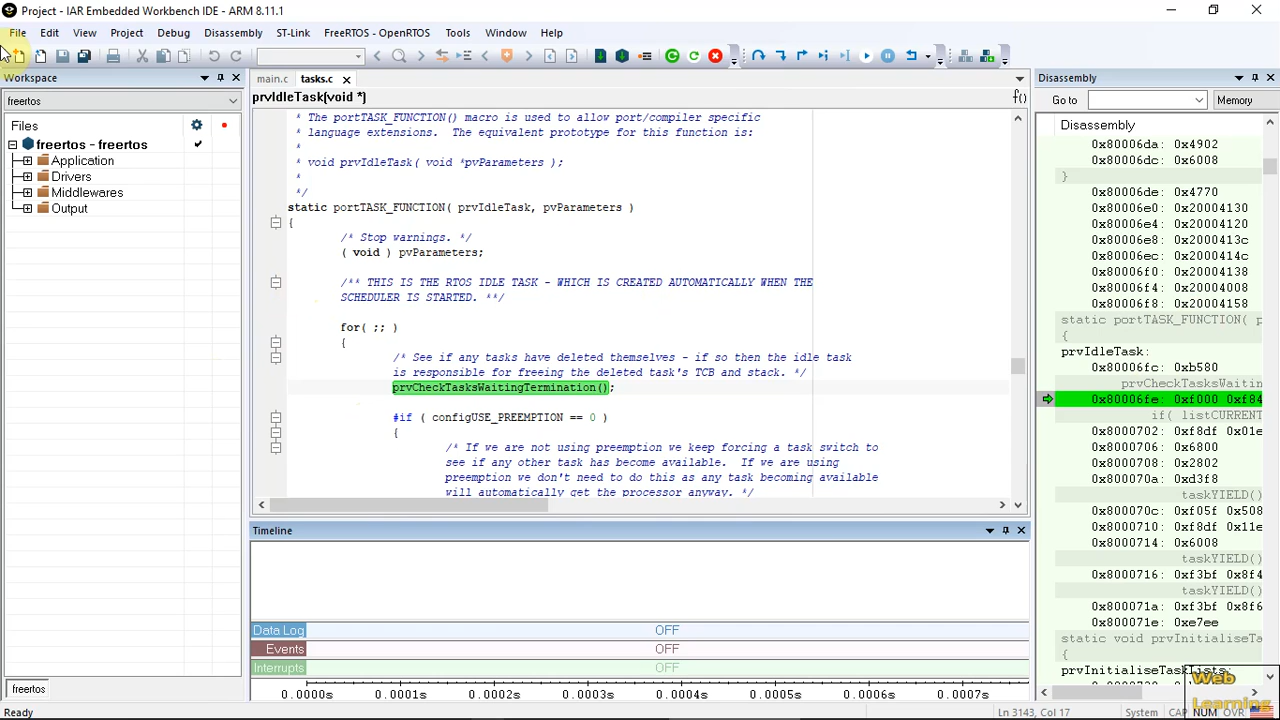 Project - IAR Embedded Workbench IDE - ARM 8.11.1
File Edit View Project Debug Disassembly ST-Link FreeRTOS - OpenRTOS Tools Window Help
Workspace
freertos
Files
freertos - freertos
Application
Drivers
Middlewares
Output
freertos
main.c tasks.c
prvIdleTask(void *)
* The portTASK_FUNCTION() macro is used to allow port/compiler specific
* language extensions. The equivalent prototype for this function is:
*
* void prvIdleTask( void *pvParameters );
*
*/
static portTASK_FUNCTION( prvIdleTask, pvParameters )
{
/* Stop warnings. */
( void ) pvParameters;
/** THIS IS THE RTOS IDLE TASK - WHICH IS CREATED AUTOMATICALLY WHEN THE
SCHEDULER IS STARTED. **/
for( ;; )
{
/* See if any tasks have deleted themselves - if so then the idle task
is responsible for freeing the deleted task's TCB and stack. */
prvCheckTasksWaitingTermination();
#if ( configUSE_PREEMPTION == 0 )
{
/* If we are not using preemption we keep forcing a task switch to
see if any other task has become available. If we are using
preemption we don't need to do this as any task becoming available
will automatically get the processor anyway. */
Timeline
Data Log OFF
Events OFF
Interrupts OFF
0.0000s 0.0001s 0.0002s 0.0003s 0.0004s 0.0005s 0.0006s 0.0007s
Disassembly
Go to Memory
Disassembly
0x80006da: 0x4902
0x80006dc: 0x6008
}
0x80006de: 0x4770
0x80006e0: 0x20004130
0x80006e4: 0x20004120
0x80006e8: 0x2000413c
0x80006ec: 0x2000414c
0x80006f0: 0x20004138
0x80006f4: 0x20004008
0x80006f8: 0x20004158
static portTASK_FUNCTION( p
{
prvIdleTask:
0x80006fc: 0xb580
prvCheckTasksWaitin
0x80006fe: 0xf000 0xf84
if( listCURRENT
0x8000702: 0xf8df 0x01e
0x8000706: 0x6800
0x8000708: 0x2802
0x800070a: 0xd3f8
taskYIELD()
0x800070c: 0xf05f 0x508
0x8000710: 0xf8df 0x11e
0x8000714: 0x6008
taskYIELD()
0x8000716: 0xf3bf 0x8f4
taskYIELD()
0x800071a: 0xf3bf 0x8f6
0x800071e: 0xe7ee
static void prvInitialiseTa
{
prvInitialiseTaskLists:
Web
Learning
Ready Ln 3143, Col 17 System CAP NUM OVR